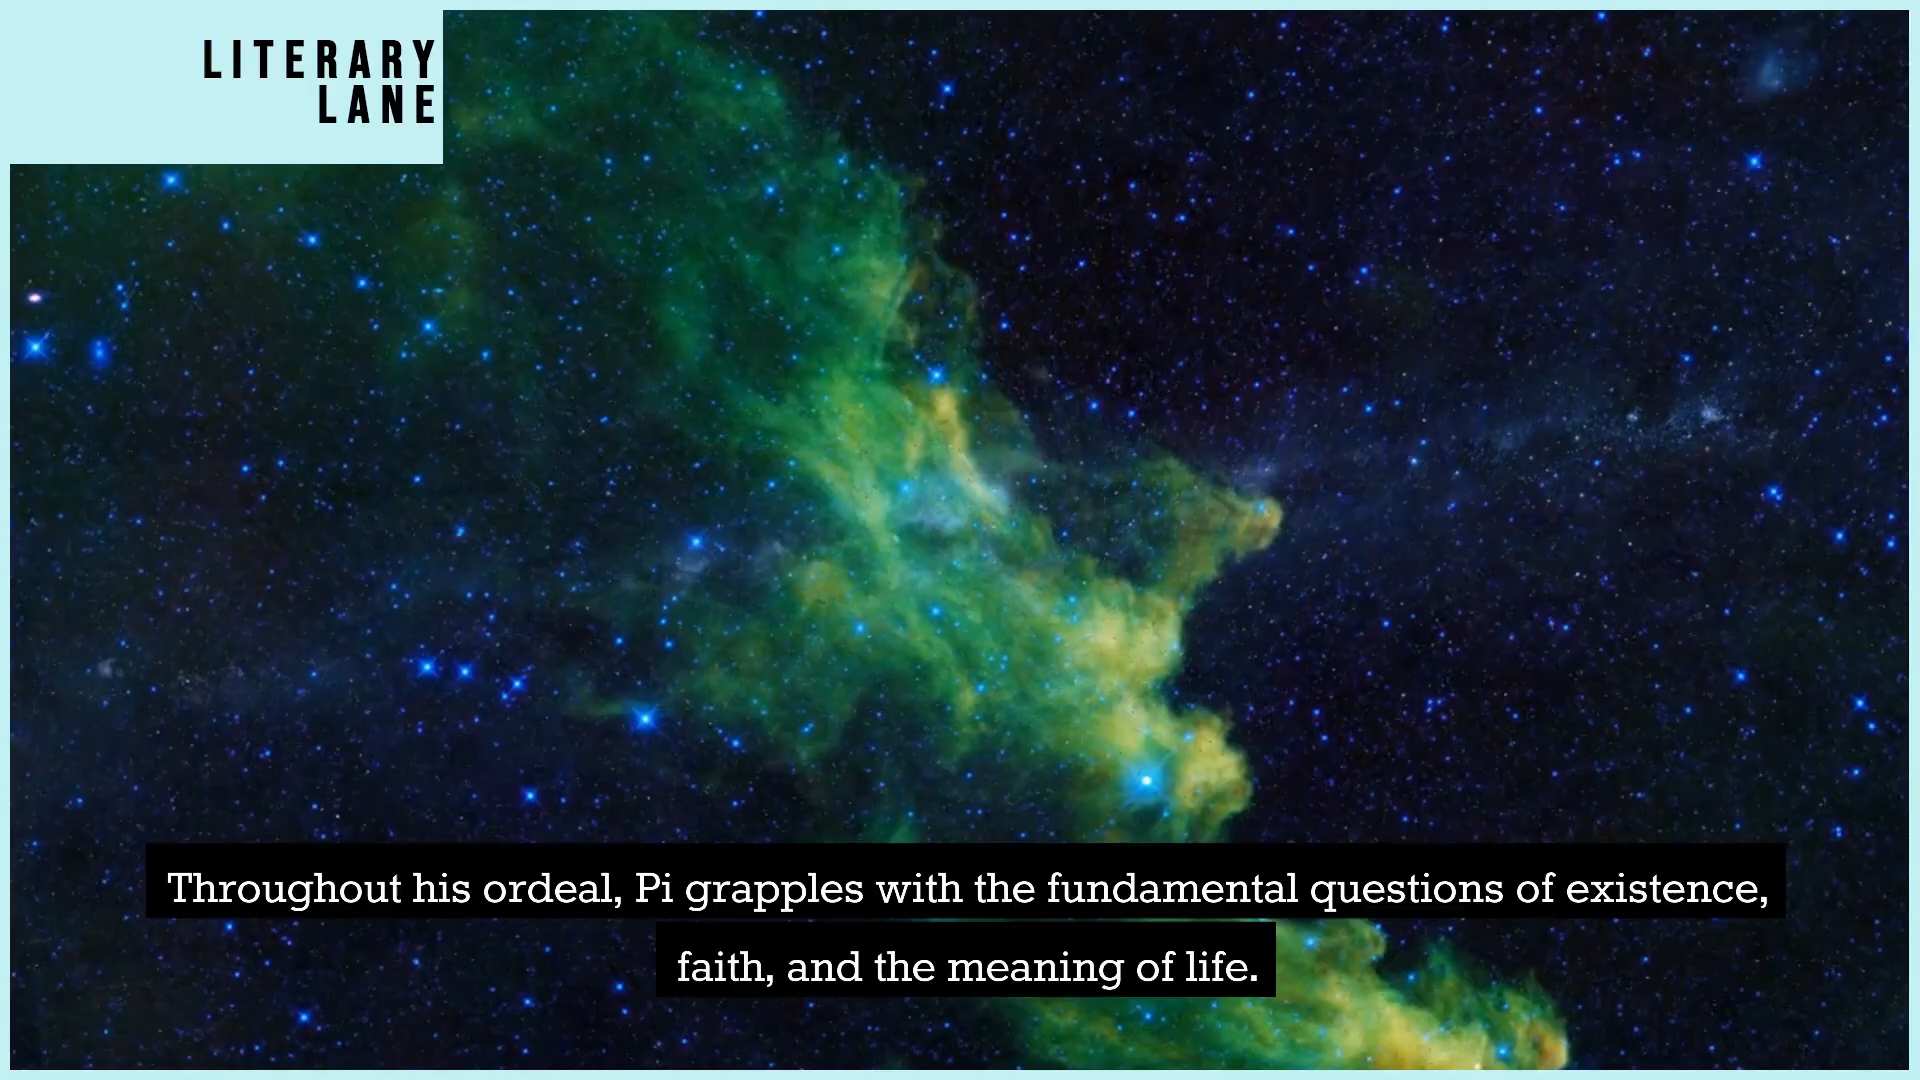 LITERARY
LANE
Throughout his ordeal, Pi grapples with the fundamental questions of existence,
faith, and the meaning of life.